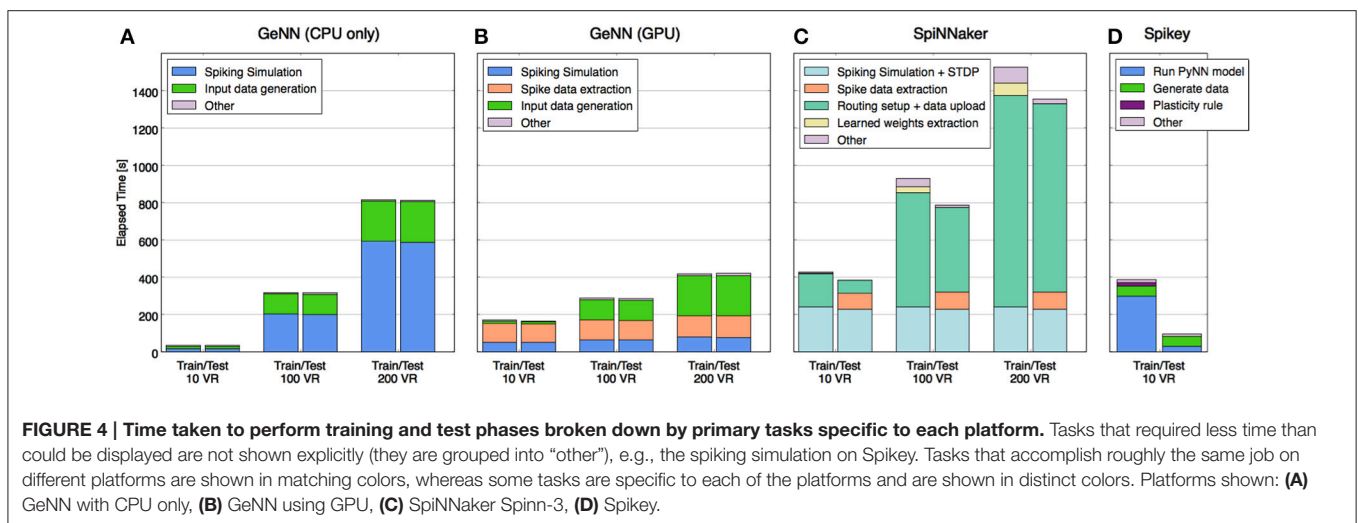 A GeNN (CPU only)
Spiking Simulation
Input data generation
Other
Elapsed Time [s]
1400
1200
1000
800
600
400
200
0
Train/Test
10 VR
Train/Test
100 VR
Train/Test
200 VR
B GeNN (GPU)
Spiking Simulation
Spike data extraction
Input data generation
Other
Train/Test
10 VR
Train/Test
100 VR
Train/Test
200 VR
C SpiNNaker
Spiking Simulation + STDP
Spike data extraction
Routing setup + data upload
Learned weights extraction
Other
Train/Test
10 VR
Train/Test
100 VR
Train/Test
200 VR
D Spikey
Run PyNN model
Generate data
Plasticity rule
Other
Train/Test
10 VR
FIGURE 4 | Time taken to perform training and test phases broken down by primary tasks specific to each platform. Tasks that required less time than
could be displayed are not shown explicitly (they are grouped into “other”), e.g., the spiking simulation on Spikey. Tasks that accomplish roughly the same job on
different platforms are shown in matching colors, whereas some tasks are specific to each of the platforms and are shown in distinct colors. Platforms shown: (A)
GeNN with CPU only, (B) GeNN using GPU, (C) SpiNNaker Spinn-3, (D) Spikey.